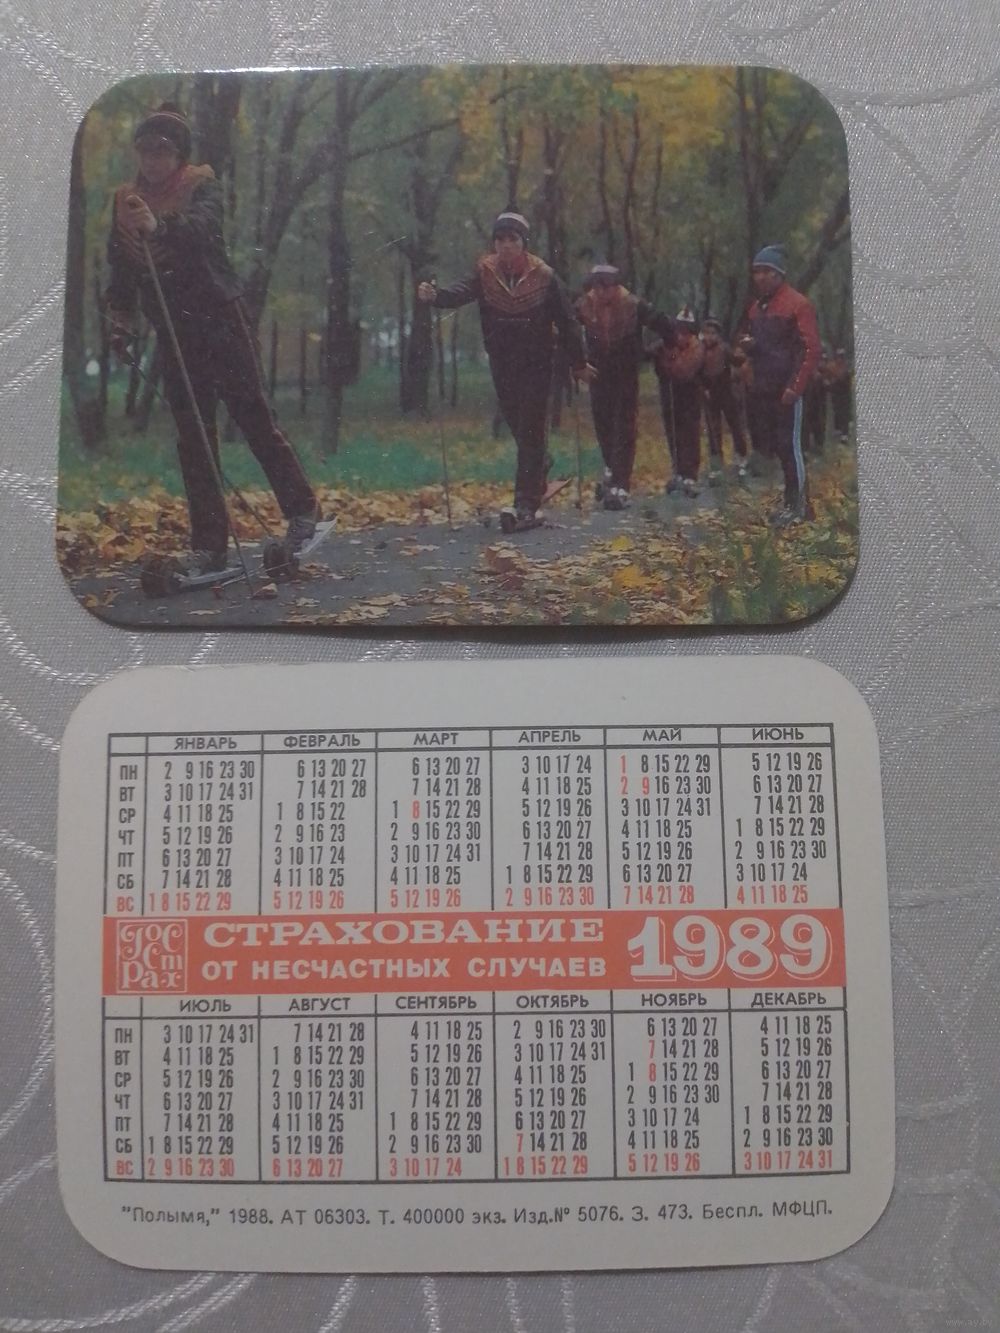 ЯНВАРЬ ФЕВРАЛЬ МАРТ АПРЕЛЬ МАЙ ИЮНЬ
ПН 2 9 16 23 30 6 13 20 27 6 13 20 27 3 10 17 24 1 8 15 22 29 5 12 19 26
ВТ 3 10 17 24 31 7 14 21 28 7 14 21 28 4 11 18 25 2 9 16 23 30 6 13 20 27
СР 4 11 18 25 1 8 15 22 1 8 15 22 29 5 12 19 26 3 10 17 24 31 7 14 21 28
ЧТ 5 12 19 26 2 9 16 23 2 9 16 23 30 6 13 20 27 4 11 18 25 1 8 15 22 29
ПТ 6 13 20 27 3 10 17 24 3 10 17 24 31 7 14 21 28 5 12 19 26 2 9 16 23 30
СБ 7 14 21 28 4 11 18 25 4 11 18 25 1 8 15 22 29 6 13 20 27 3 10 17 24
ВС 1 8 15 22 29 5 12 19 26 5 12 19 26 2 9 16 23 30 7 14 21 28 4 11 18 25
Госстрах
СТРАХОВАНИЕ
ОТ НЕСЧАСТНЫХ СЛУЧАЕВ
1989
ИЮЛЬ АВГУСТ СЕНТЯБРЬ ОКТЯБРЬ НОЯБРЬ ДЕКАБРЬ
ПН 3 10 17 24 31 7 14 21 28 4 11 18 25 2 9 16 23 30 6 13 20 27 4 11 18 25
ВТ 4 11 18 25 1 8 15 22 29 5 12 19 26 3 10 17 24 31 7 14 21 28 5 12 19 26
СР 5 12 19 26 2 9 16 23 30 6 13 20 27 4 11 18 25 1 8 15 22 29 6 13 20 27
ЧТ 6 13 20 27 3 10 17 24 31 7 14 21 28 5 12 19 26 2 9 16 23 30 7 14 21 28
ПТ 7 14 21 28 4 11 18 25 1 8 15 22 29 6 13 20 27 3 10 17 24 1 8 15 22 29
СБ 1 8 15 22 29 5 12 19 26 2 9 16 23 30 7 14 21 28 4 11 18 25 2 9 16 23 30
ВС 2 9 16 23 30 6 13 20 27 3 10 17 24 1 8 15 22 29 5 12 19 26 3 10 17 24 31
"Полымя," 1988. АТ 06303. Т. 400000 экз. Изд.№ 5076. З. 473. Беспл. МФЦП.
www.ay.by